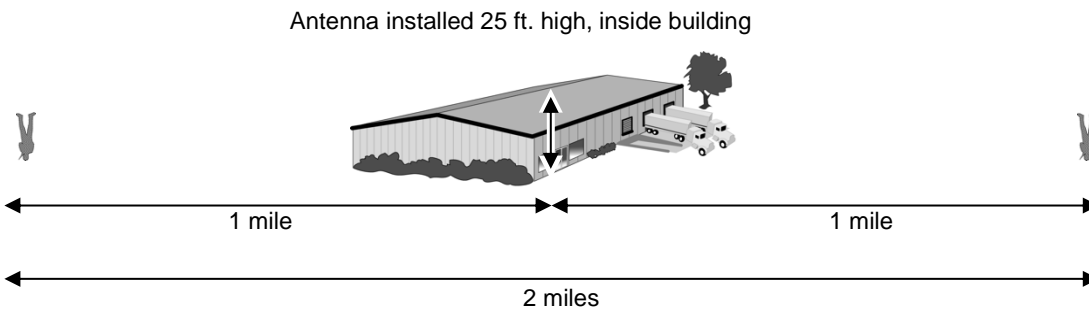 Antenna installed 25 ft. high, inside building
1 mile
1 mile
2 miles